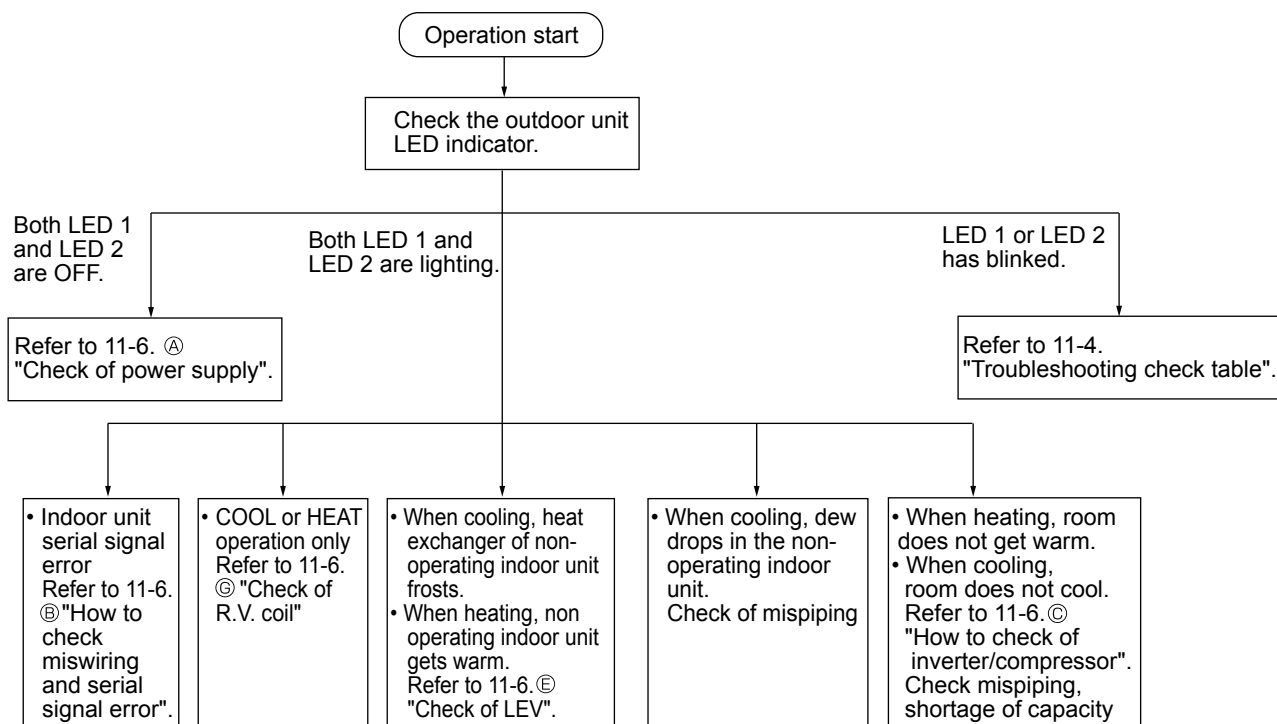 Operation start
Check the outdoor unit
LED indicator.
Both LED 1
and LED 2
are OFF.
Both LED 1 and
LED 2 are lighting.
LED 1 or LED 2
has blinked.
Refer to 11-6. Ⓐ
"Check of power supply".
Refer to 11-4.
"Troubleshooting check table".
• Indoor unit
serial signal
error
Refer to 11-6.
Ⓑ "How to
check
miswiring
and serial
signal error".
• COOL or HEAT
operation only
Refer to 11-6.
Ⓖ "Check of
R.V. coil"
• When cooling, heat
exchanger of non-
operating indoor unit
frosts.
• When heating, non
operating indoor unit
gets warm.
Refer to 11-6. Ⓔ
"Check of LEV".
• When cooling, dew
drops in the non-
operating indoor
unit.
Check of mispiping
• When heating, room
does not get warm.
• When cooling,
room does not cool.
Refer to 11-6. Ⓒ
"How to check of
inverter/compressor".
Check mispiping,
shortage of capacity